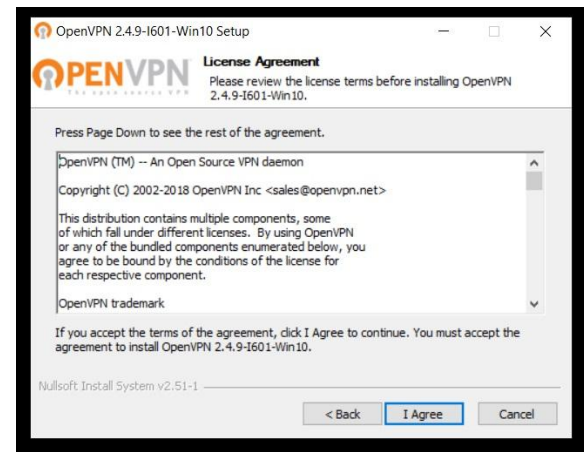 OpenVPN 2.4.9-I601-Win10 Setup
OPENVPN
The open source VPN
License Agreement
Please review the license terms before installing OpenVPN
2.4.9-I601-Win10.
Press Page Down to see the rest of the agreement.
OpenVPN (TM) -- An Open Source VPN daemon
Copyright (C) 2002-2018 OpenVPN Inc <sales@openvpn.net>
This distribution contains multiple components, some
of which fall under different licenses.  By using OpenVPN
or any of the bundled components enumerated below, you
agree to be bound by the conditions of the license for
each respective component.
OpenVPN trademark
If you accept the terms of the agreement, click I Agree to continue. You must accept the
agreement to install OpenVPN 2.4.9-I601-Win10.
Nullsoft Install System v2.51-1
< Back
I Agree
Cancel